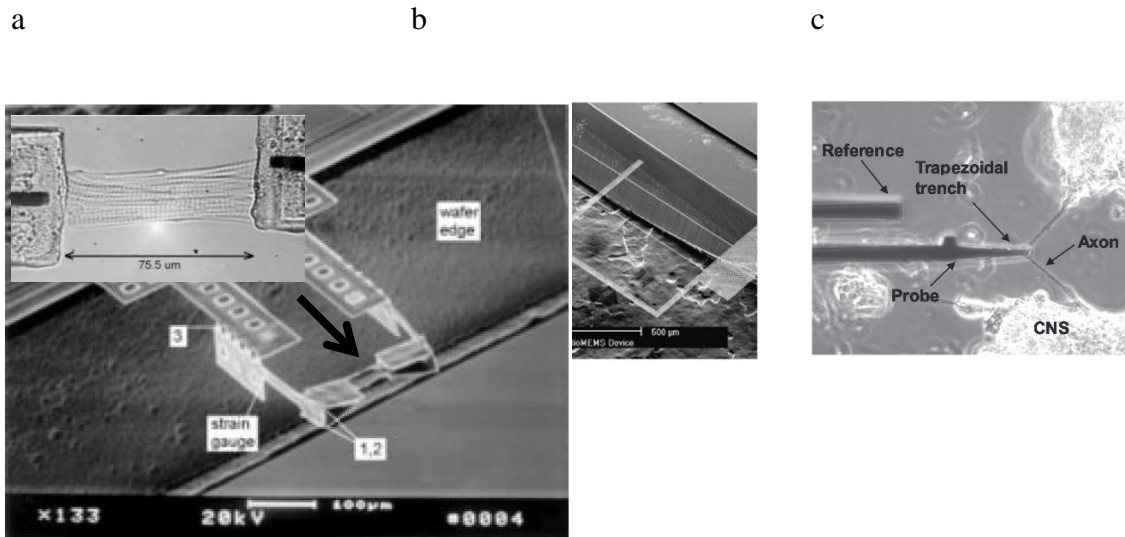 a
b
c
75.5 um
wafer
edge
3
strain
gauge
1,2
100µm
×133
20kV
#0004
500 µm
ioMEMS Device
Reference
Trapezoidal
trench
Axon
Probe
CNS